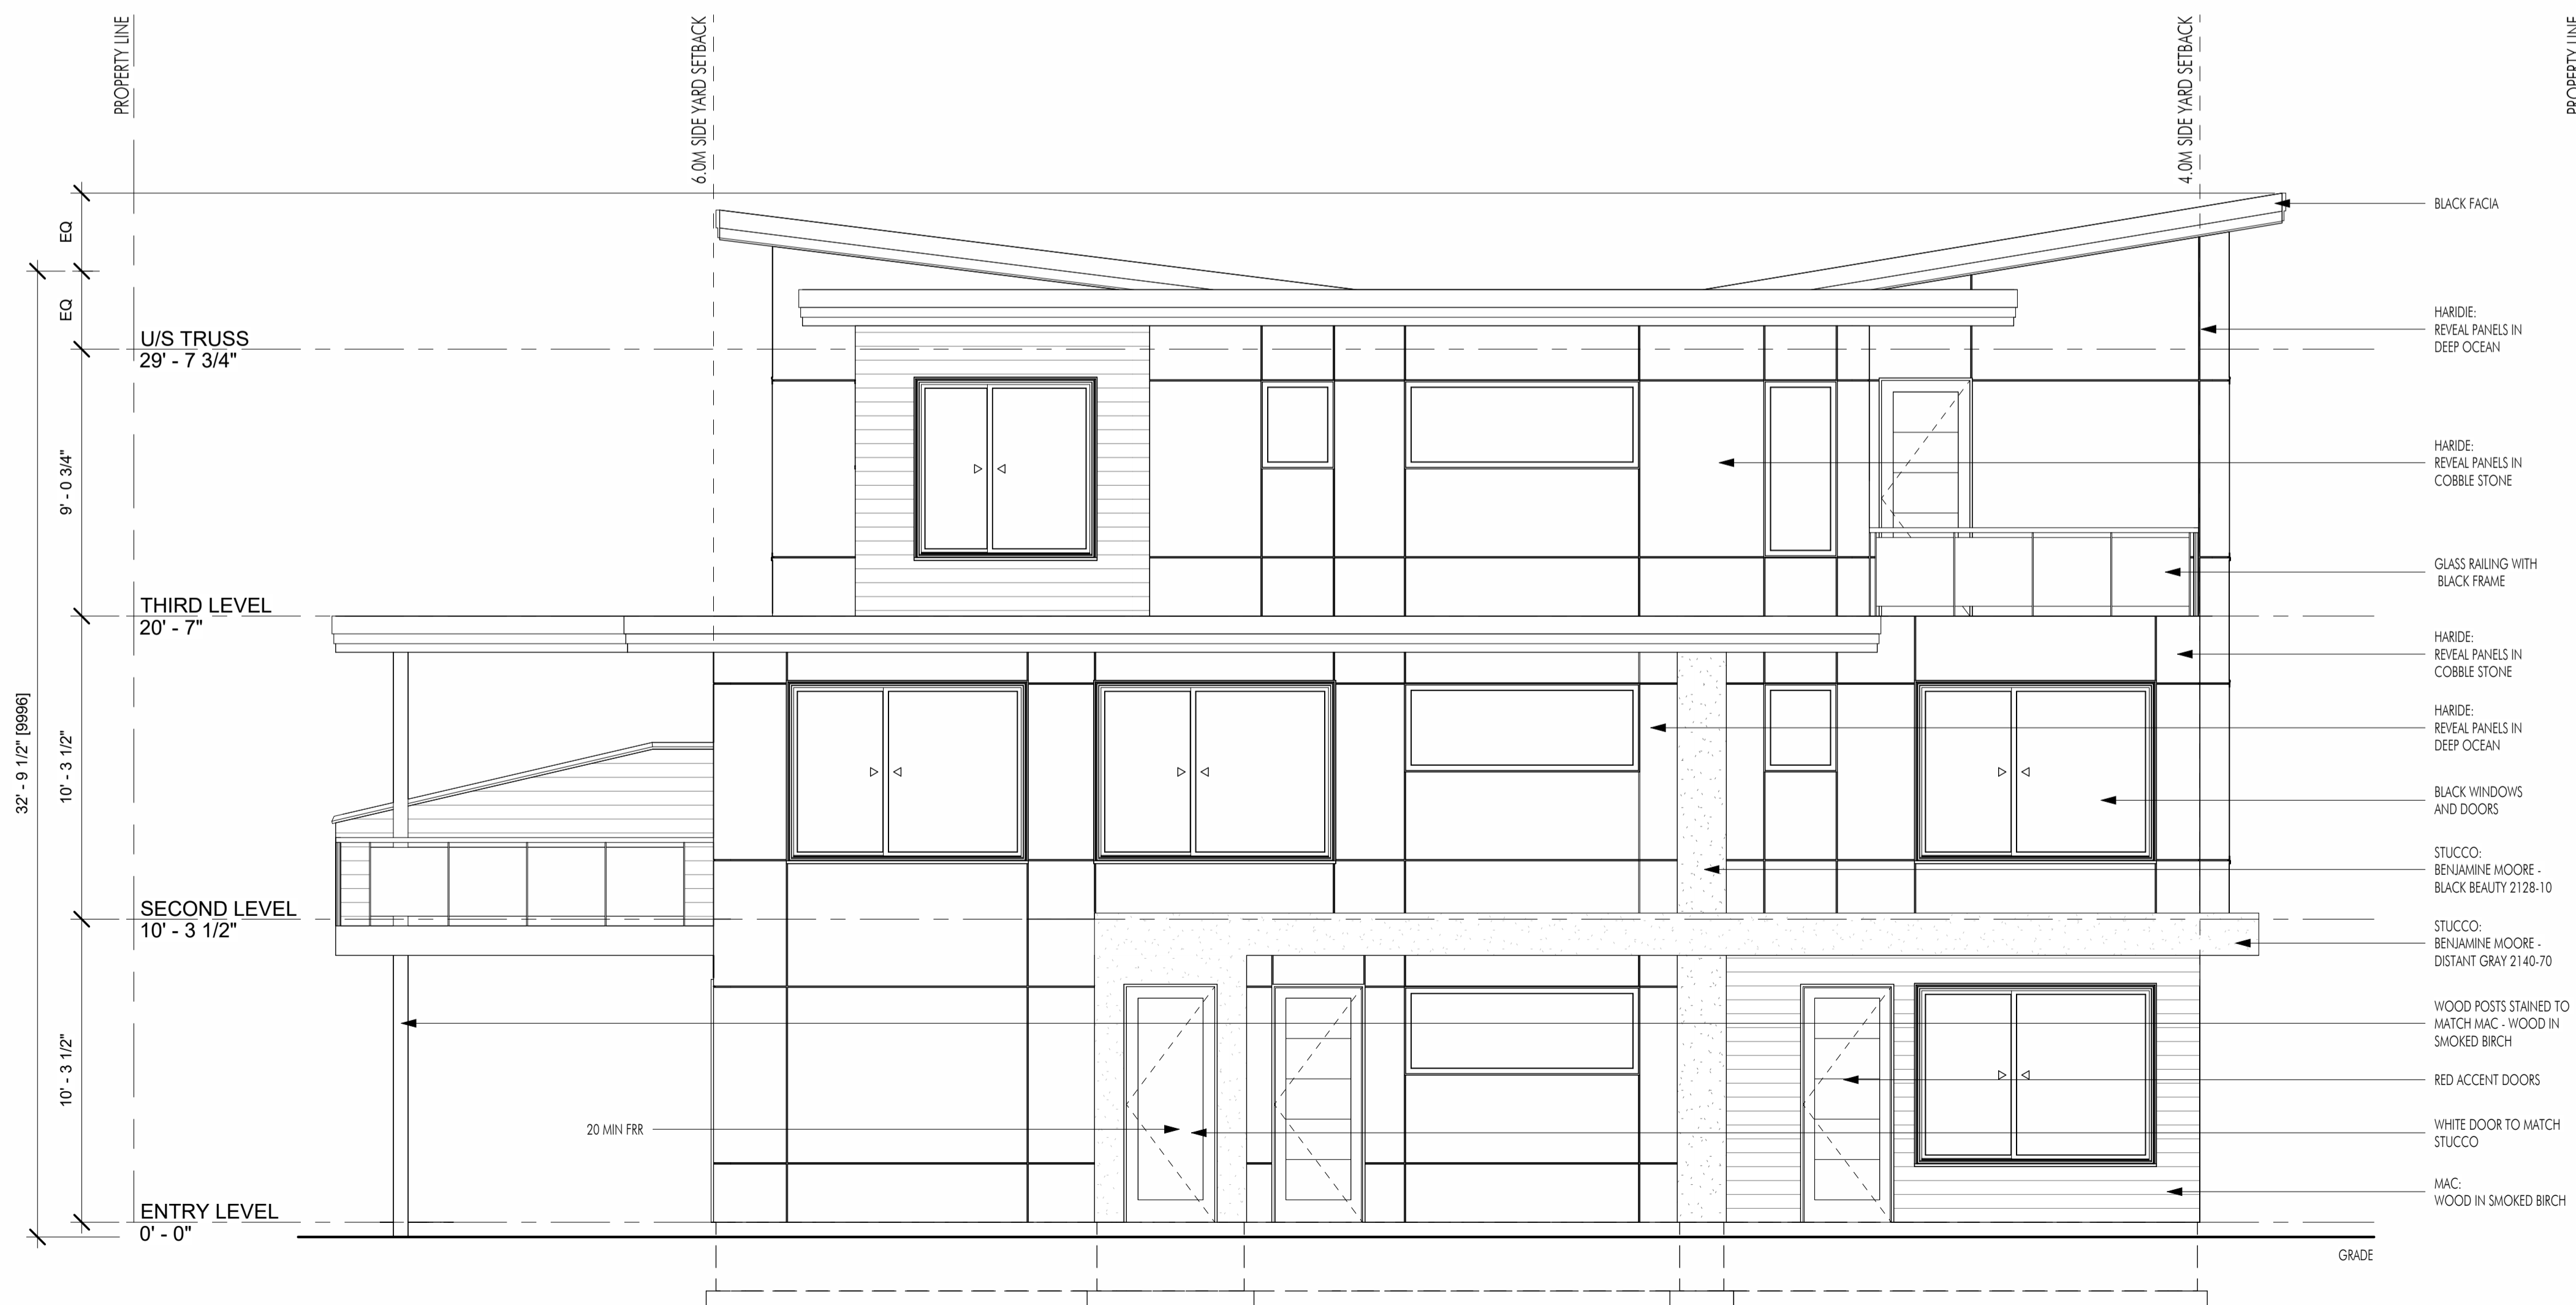 PROPERTY LINE
6.0M SIDE YARD SETBACK
4.0M SIDE YARD SETBACK
PROPERTY LINE
EQ
EQ
9' - 0 3/4"
10' - 3 1/2"
10' - 3 1/2"
32' - 9 1/2" [9996]
U/S TRUSS
29' - 7 3/4"
THIRD LEVEL
20' - 7"
SECOND LEVEL
10' - 3 1/2"
ENTRY LEVEL
0' - 0"
20 MIN FRR
BLACK FACIA
HARIDIE:
REVEAL PANELS IN
DEEP OCEAN
HARIDE:
REVEAL PANELS IN
COBBLE STONE
GLASS RAILING WITH
BLACK FRAME
HARIDE:
REVEAL PANELS IN
COBBLE STONE
HARIDE:
REVEAL PANELS IN
DEEP OCEAN
BLACK WINDOWS
AND DOORS
STUCCO:
BENJAMINE MOORE -
BLACK BEAUTY 2128-10
STUCCO:
BENJAMINE MOORE -
DISTANT GRAY 2140-70
WOOD POSTS STAINED TO
MATCH MAC - WOOD IN
SMOKED BIRCH
RED ACCENT DOORS
WHITE DOOR TO MATCH
STUCCO
MAC:
WOOD IN SMOKED BIRCH
GRADE